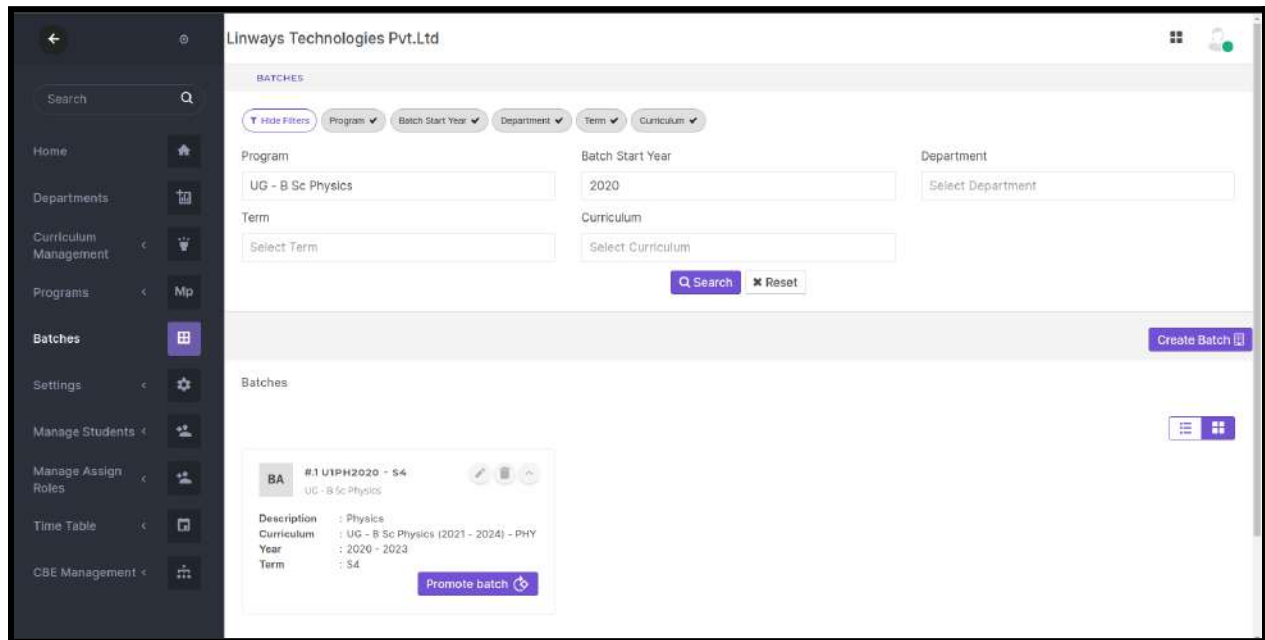 Linways Technologies Pvt.Ltd
BATCHES
Search
Home
Departments
Curriculum
Management
Programs
Mp
Batches
Settings
Manage Students
Manage Assign
Roles
Time Table
CBE Management
Hide Filters Program Batch Start Year Department Term Curriculum
Program Batch Start Year Department
UG - B Sc Physics 2020 Select Department
Term Curriculum
Select Term Select Curriculum
Search Reset
Create Batch
Batches
BA
#.1 U1PH2020 - S4
UG - B Sc Physics
Description : Physics
Curriculum : UG - B Sc Physics (2021 - 2024) - PHY
Year : 2020 - 2023
Term : S4
Promote batch